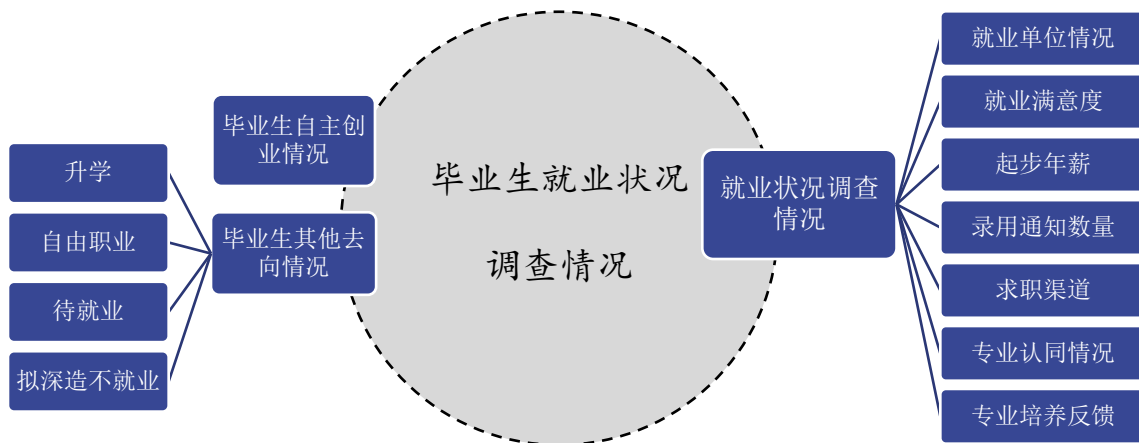 毕业生自主创
业情况
升学
自由职业
待就业
拟深造不就业
毕业生其他去
向情况
毕业生就业状况
调查情况
就业状况调查
情况
就业单位情况
就业满意度
起步年薪
录用通知数量
求职渠道
专业认同情况
专业培养反馈